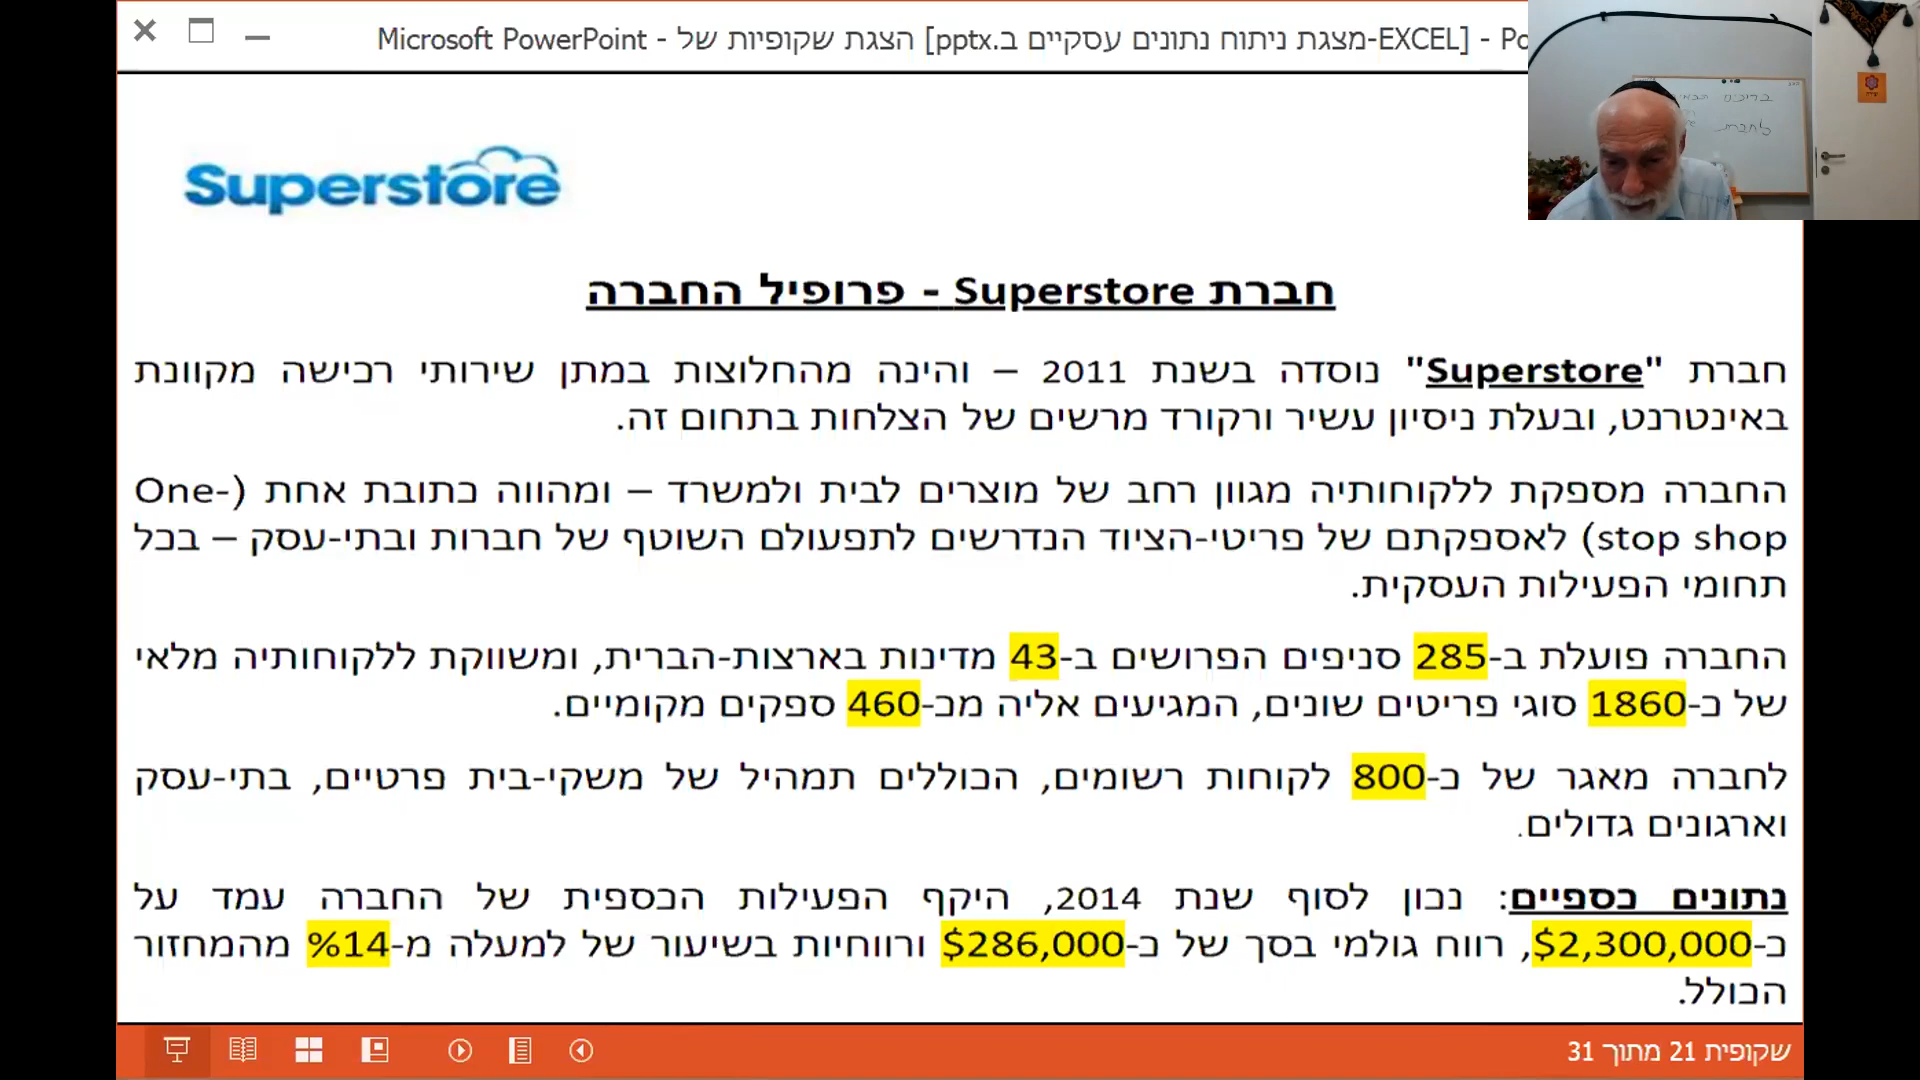 הצגת שקופיות של - [מצגת ניתוח נתונים עסקיים ב-EXCEL.pptx] - Microsoft PowerPoint
בריכים
לחברת
Superstore
חברת Superstore - פרופיל החברה
חברת "Superstore" נוסדה בשנת 2011 – והינה מהחלוצות במתן שירותי רכישה מקוונת
באינטרנט, ובעלת ניסיון עשיר ורקורד מרשים של הצלחות בתחום זה.
החברה מספקת ללקוחותיה מגוון רחב של מוצרים לבית ולמשרד – ומהווה כתובת אחת (One-
stop shop) לאספקתם של פריטי-הציוד הנדרשים לתפעולם השוטף של חברות ובתי-עסק – בכל
תחומי הפעילות העסקית.
החברה פועלת ב-285 סניפים הפרושים ב-43 מדינות בארצות-הברית, ומשווקת ללקוחותיה מלאי
של כ-1860 סוגי פריטים שונים, המגיעים אליה מכ-460 ספקים מקומיים.
לחברה מאגר של כ-800 לקוחות רשומים, הכוללים תמהיל של משקי-בית פרטיים, בתי-עסק
וארגונים גדולים.
נתונים כספיים: נכון לסוף שנת 2014, היקף הפעילות הכספית של החברה עמד על
כ-$2,300,000, רווח גולמי בסך של כ-$286,000 ורווחיות בשיעור של למעלה מ-14% מהמחזור
הכולל.
שקופית 21 מתוך 31